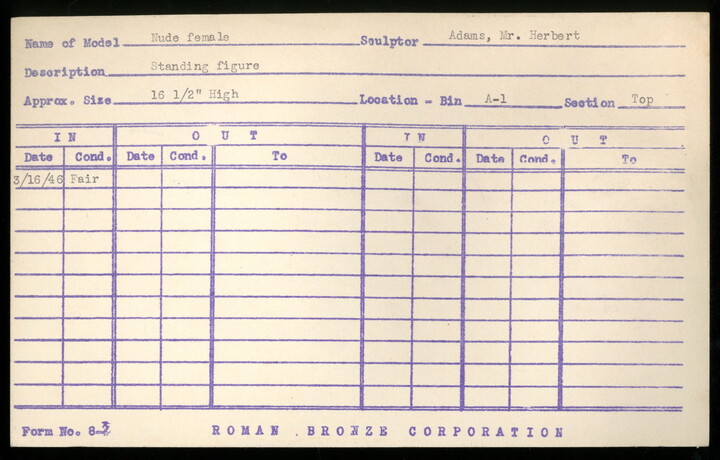 Name of Model Nude female Sculptor Adams, Mr. Herbert
Description Standing figure
Approx. Size 16 1/2" High Location - Bin A-1 Section Top
IN OUT IN OUT
Date Cond. Date Cond. To Date Cond. Date Cond. To
3/16/46 Fair
Form No. 8-3 ROMAN BRONZE CORPORATION